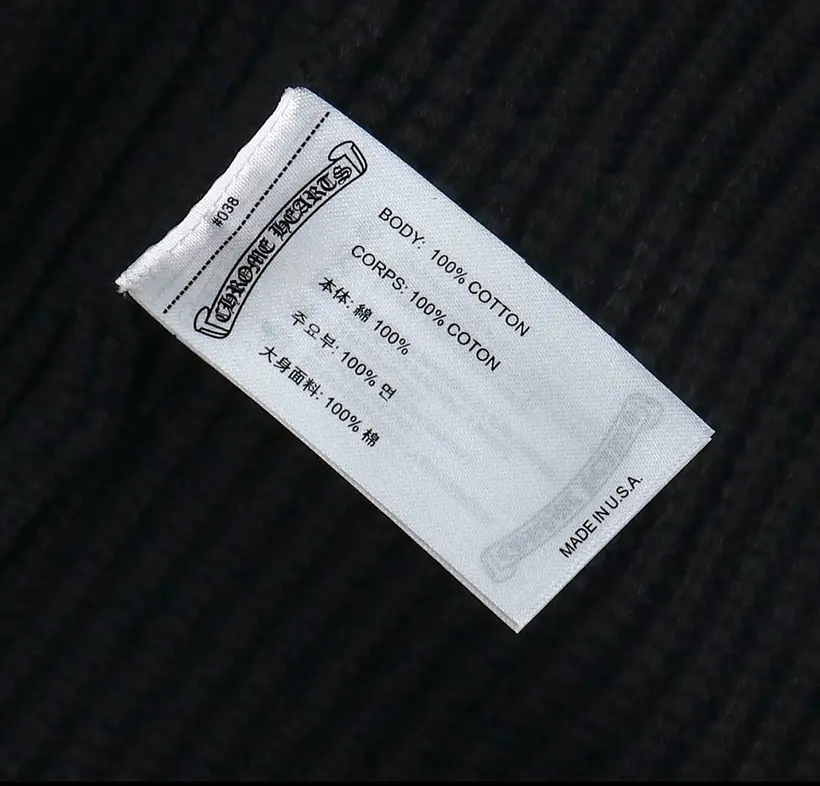 #038
CHROME HEARTS
BODY: 100% COTTON
CORPS: 100% COTON
本体: 綿 100%
주요부: 100% 면
大身面料: 100% 棉
MADE IN U.S.A.